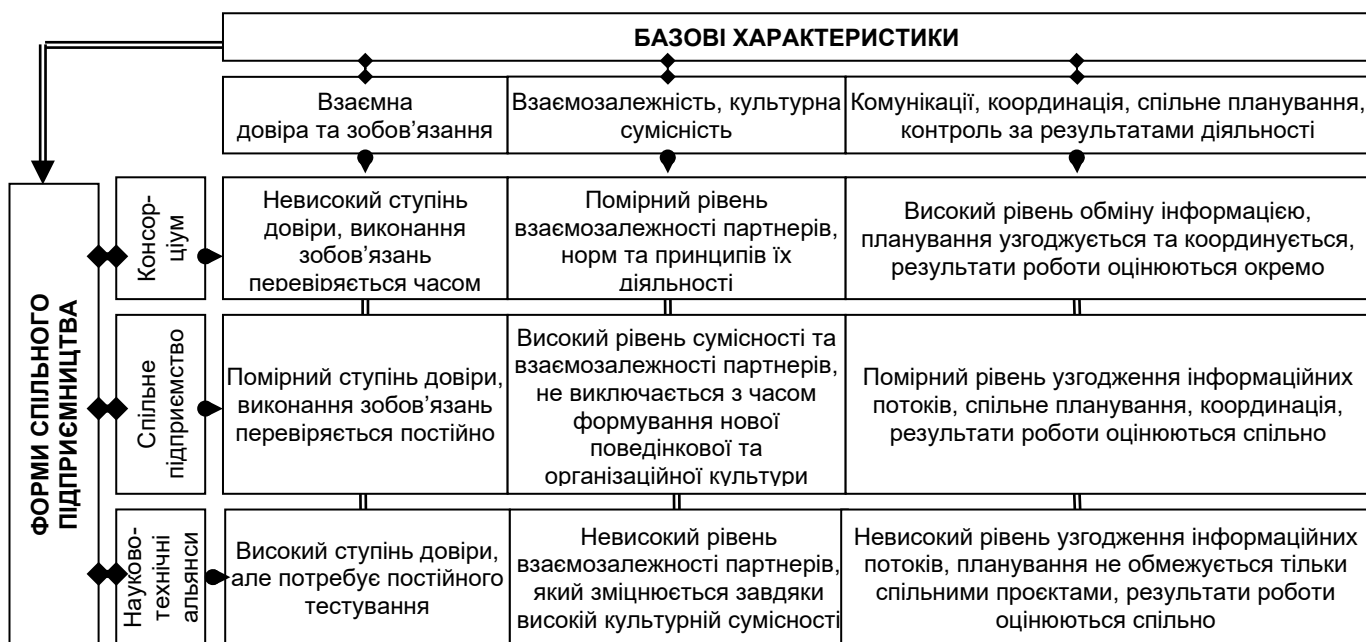 БАЗОВІ ХАРАКТЕРИСТИКИ
Взаємна
довіра та зобов’язання
Взаємозалежність, культурна
сумісність
Комунікації, координація, спільне планування,
контроль за результатами діяльності
ФОРМИ СПІЛЬНОГО
ПІДПРИЄМНИЦТВА
Консор-
ціум
Невисокий ступінь
довіри, виконання
зобов’язань
перевіряється часом
Помірний рівень
взаємозалежності партнерів,
норм та принципів їх
діяльності
Високий рівень обміну інформацією,
планування узгоджується та координується,
результати роботи оцінюються окремо
Спільне
підприємство
Помірний ступінь довіри,
виконання зобов’язань
перевіряється постійно
Високий рівень сумісності та
взаємозалежності партнерів,
не виключається з часом
формування нової
поведінкової та
організаційної культури
Помірний рівень узгодження інформаційних
потоків, спільне планування, координація,
результати роботи оцінюються спільно
Науково-
технічні
альянси
Високий ступінь довіри,
але потребує постійного
тестування
Невисокий рівень
взаємозалежності партнерів,
який зміцнюється завдяки
високій культурній сумісності
Невисокий рівень узгодження інформаційних
потоків, планування не обмежується тільки
спільними проєктами, результати роботи
оцінюються спільно